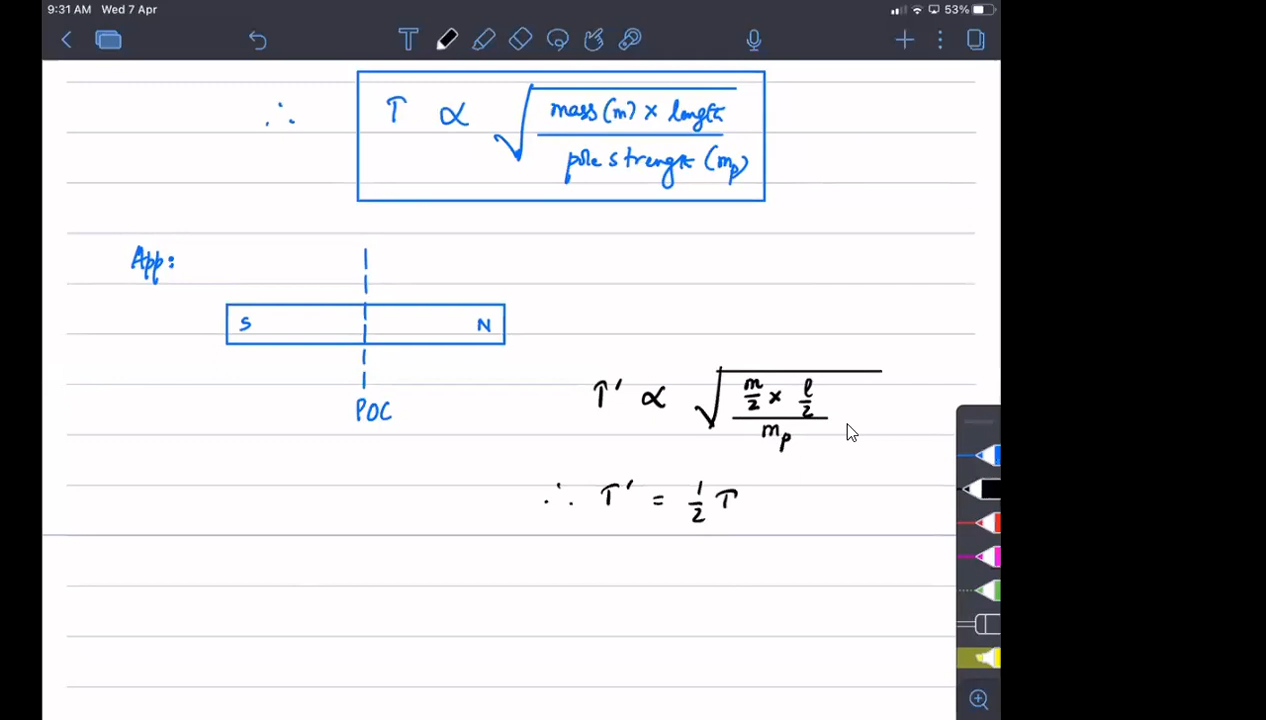 9:31 AM Wed 7 Apr 53%
∴ T ∝ √(mass (m) × length / pole strength (mp))
App:
S N
POC
T' ∝ √(m/2 × l/2 / mp)
∴ T' = 1/2 T